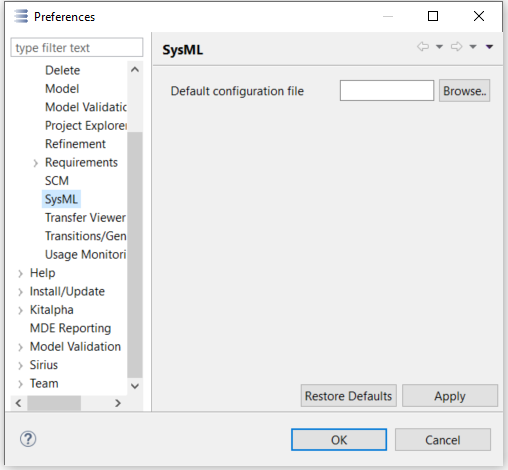 Preferences
type filter text
Delete
Model
Model Validatic
Project Explorer
Refinement
Requirements
SCM
SysML
Transfer Viewer
Transitions/Gen
Usage Monitori
Help
Install/Update
Kitalpha
MDE Reporting
Model Validation
Sirius
Team
SysML
Default configuration file
Browse..
Restore Defaults
Apply
?
OK
Cancel